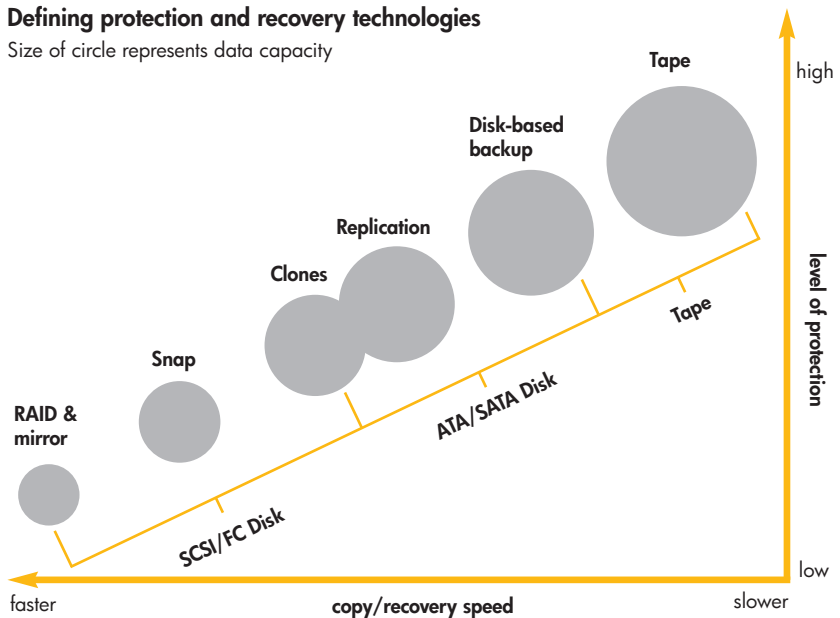 Defining protection and recovery technologies
Size of circle represents data capacity
Tape
high
Disk-based
backup
Replication
Clones
Snap
RAID &
mirror
level of protection
Tape
ATA/SATA Disk
SCSI/FC Disk
low
faster
copy/recovery speed
slower